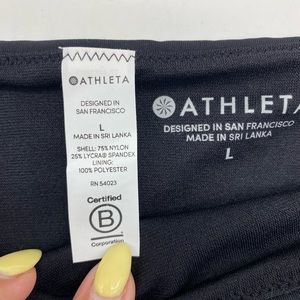 ATHLETA
DESIGNED IN
SAN FRANCISCO
L
MADE IN SRI LANKA
SHELL: 75% NYLON
25% LYCRA® SPANDEX
LINING:
100% POLYESTER
RN 54023
Certified
B
Corporation
ATHLETA
DESIGNED IN SAN FRANCISCO
MADE IN SRI LANKA
L